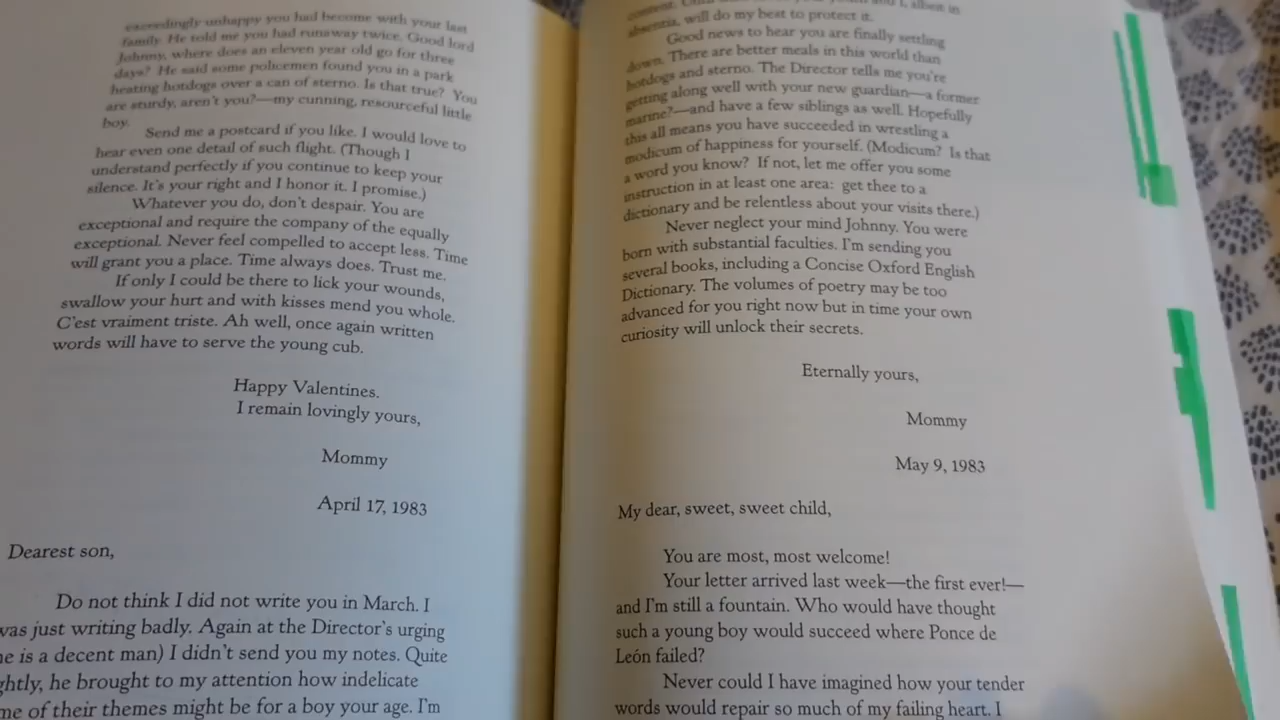 exceedingly unhappy you had become with your last
family. He told me you had runaway twice. Good lord
Johnny, where does an eleven year old go for three
days? He said some policemen found you in a park
heating hotdogs over a can of sterno. Is that true? You
are sturdy, aren't you?—my cunning, resourceful little
boy.
Send me a postcard if you like. I would love to
hear even one detail of such flight. (Though I
understand perfectly if you continue to keep your
silence. It's your right and I honor it. I promise.)
Whatever you do, don't despair. You are
exceptional and require the company of the equally
exceptional. Never feel compelled to accept less. Time
will grant you a place. Time always does. Trust me.
If only I could be there to lick your wounds,
swallow your hurt and with kisses mend you whole.
C'est vraiment triste. Ah well, once again written
words will have to serve the young cub.
Happy Valentines.
I remain lovingly yours,
Mommy
April 17, 1983
Dearest son,
Do not think I did not write you in March. I
was just writing badly. Again at the Director's urging
is a decent man) I didn't send you my notes. Quite
he brought to my attention how indelicate
of their themes might be for a boy your age. I'm
absentia, will do my best to protect it.
Good news to hear you are finally settling
down. There are better meals in this world than
hotdogs and sterno. The Director tells me you're
getting along well with your new guardian—a former
marine?—and have a few siblings as well. Hopefully
this all means you have succeeded in wrestling a
modicum of happiness for yourself. (Modicum? Is that
a word you know? If not, let me offer you some
instruction in at least one area: get thee to a
dictionary and be relentless about your visits there.)
Never neglect your mind Johnny. You were
born with substantial faculties. I'm sending you
several books, including a Concise Oxford English
Dictionary. The volumes of poetry may be too
advanced for you right now but in time your own
curiosity will unlock their secrets.
Eternally yours,
Mommy
May 9, 1983
My dear, sweet, sweet child,
You are most, most welcome!
Your letter arrived last week—the first ever!—
and I'm still a fountain. Who would have thought
such a young boy would succeed where Ponce de
León failed?
Never could I have imagined how your tender
words would repair so much of my failing heart. I